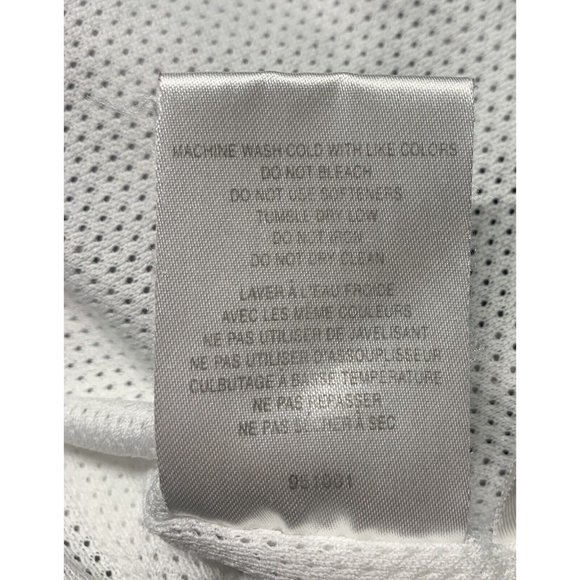 MACHINE WASH COLD WITH LIKE COLORS
DO NOT BLEACH
DO NOT USE SOFTENERS
TUMBLE DRY LOW
DO NOT IRON
DO NOT DRY CLEAN
LAVER À L'EAU FROIDE
AVEC LES MÊME COULEURS
NE PAS UTILISER DE JAVELISANT
NE PAS UTILISER D'ASSOUPLISSEUR
CULBUTAGE À BASSE TEMPERATURE
NE PAS REPASSER
NE PAS À SEC